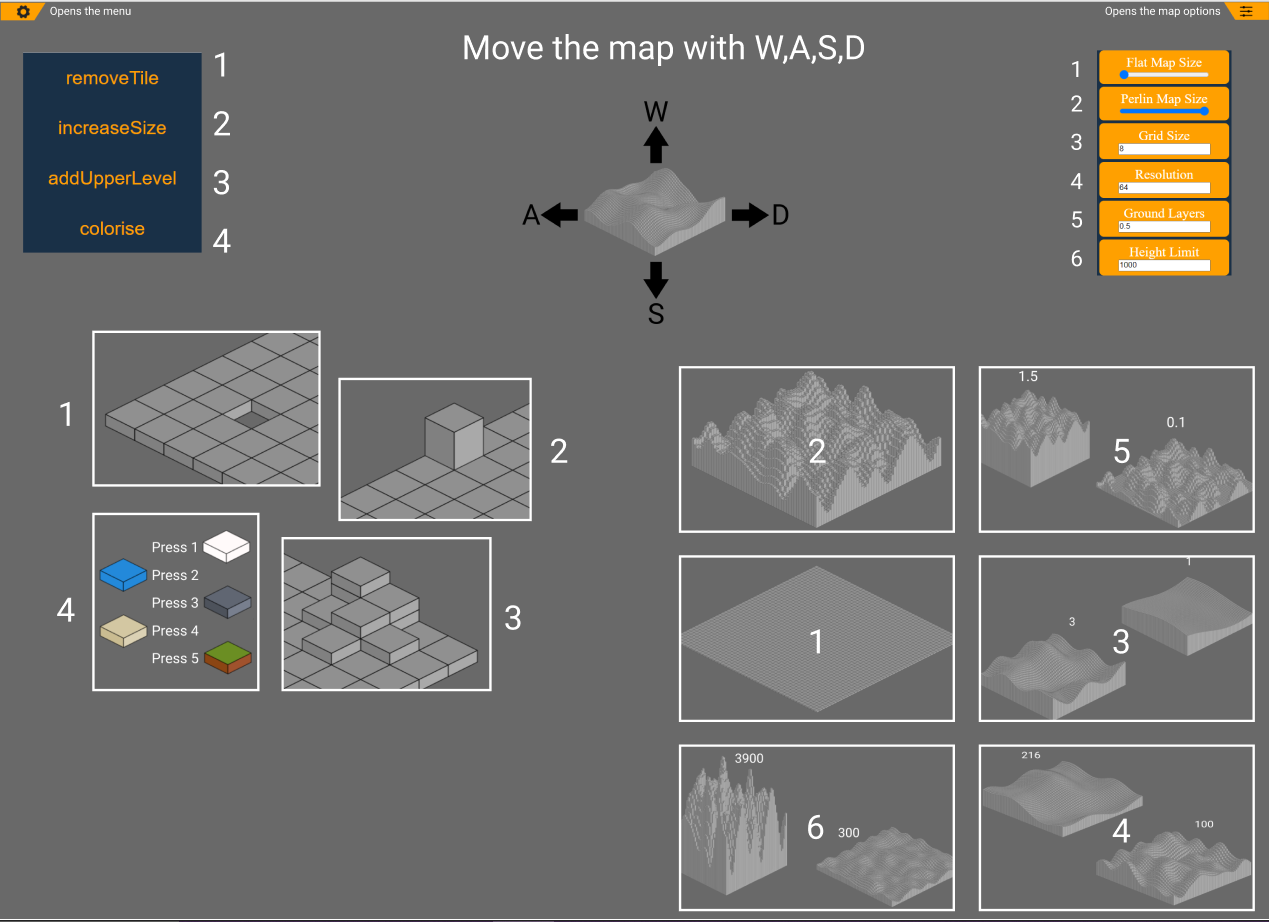 Opens the menu
Opens the map options
Move the map with W,A,S,D
removeTile
increaseSize
addUpperLevel
colorise
1
2
3
4
W
A
D
S
1
2
3
4
5
6
Flat Map Size
Perlin Map Size
Grid Size
8
Resolution
64
Ground Layers
0.5
Height Limit
1000
1
2
4
Press 1
Press 2
Press 3
Press 4
Press 5
3
2
1.5
0.1
5
1
1
3
3
3900
6
300
216
4
100